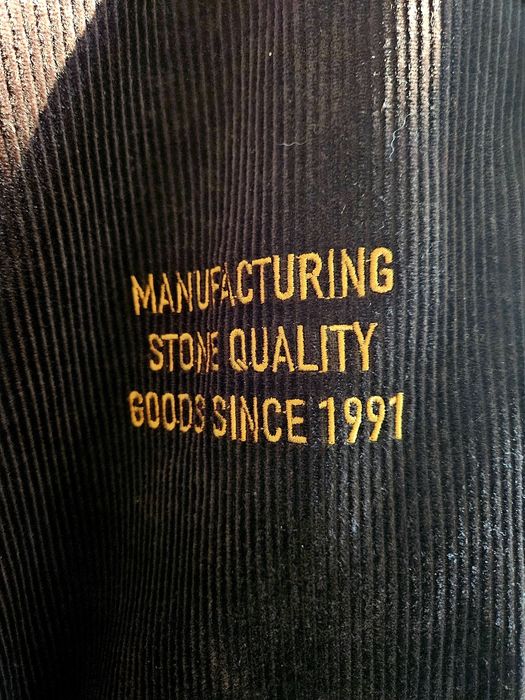 MANUFACTURING
STONE QUALITY
GOODS SINCE 1991